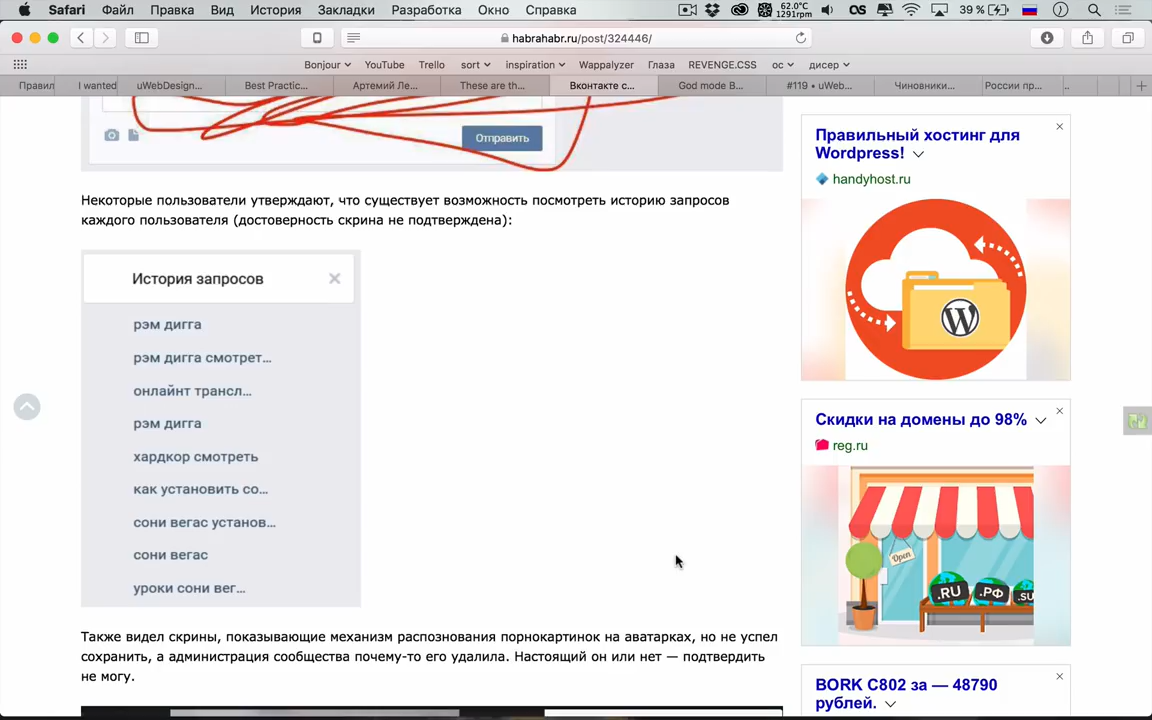 Safari Файл Правка Вид История Закладки Разработка Окно Справка 62.0°C 1291rpm 39 %
habrahabr.ru/post/324446/
Bonjour YouTube Trello sort inspiration Wappalyzer Глаза REVENGE.CSS ос дисер
Правил I wanted uWebDesign... Best Practic... Артемий Ле... These are th... Вконтакте с... God mode В... #119 • uWeb... Чиновники... России пр... ..
Отправить
Некоторые пользователи утверждают, что существует возможность посмотреть историю запросов
каждого пользователя (достоверность скрина не подтверждена):
История запросов
рэм дигга
рэм дигга смотрет...
онлайнт трансл...
рэм дигга
хардкор смотреть
как установить со...
сони вегас установ...
сони вегас
уроки сони вег...
Также видел скрины, показывающие механизм распознования порнокартинок на аватарках, но не успел
сохранить, а администрация сообщества почему-то его удалила. Настоящий он или нет — подтвердить
не могу.
Правильный хостинг для
Wordpress!
handyhost.ru
Скидки на домены до 98%
reg.ru
Open
.RU .РФ .SU
BORK C802 за — 48790
рублей.